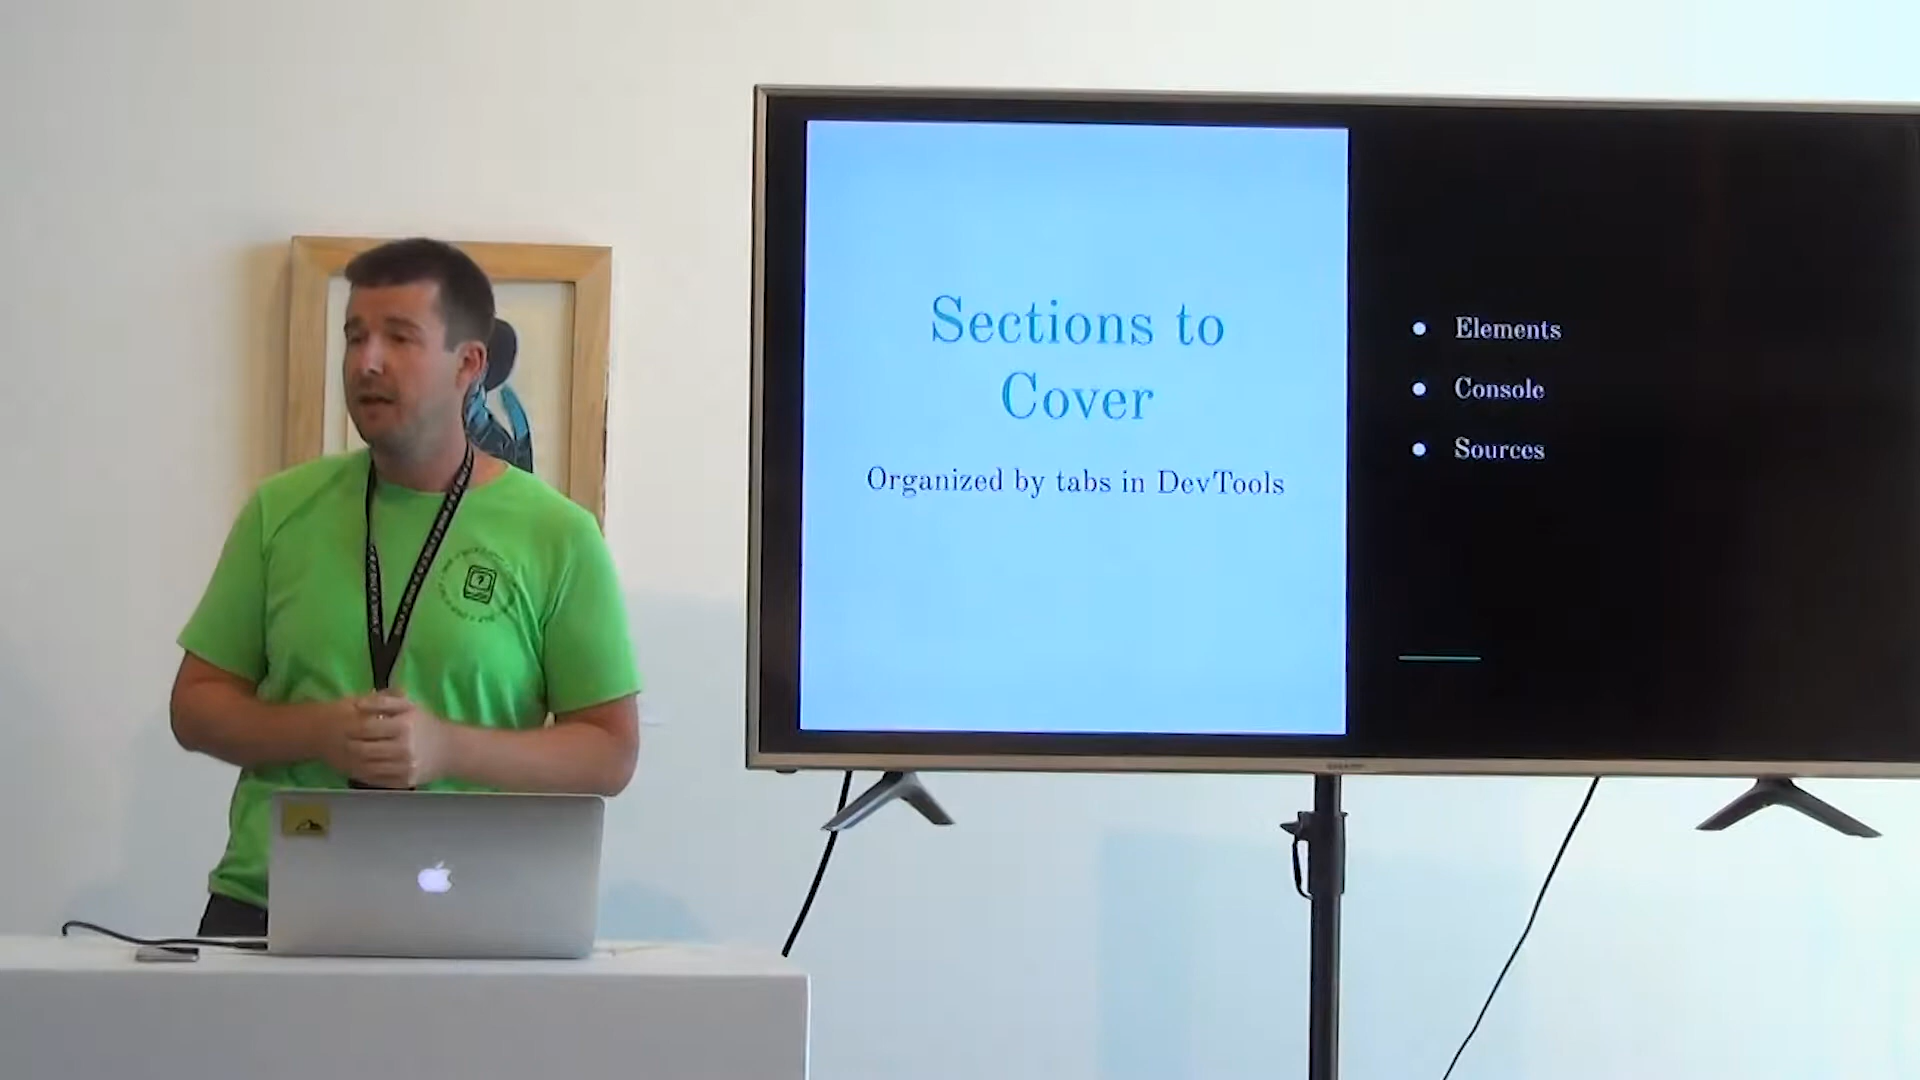 Sections to
Cover
Organized by tabs in DevTools
● Elements
● Console
● Sources
?